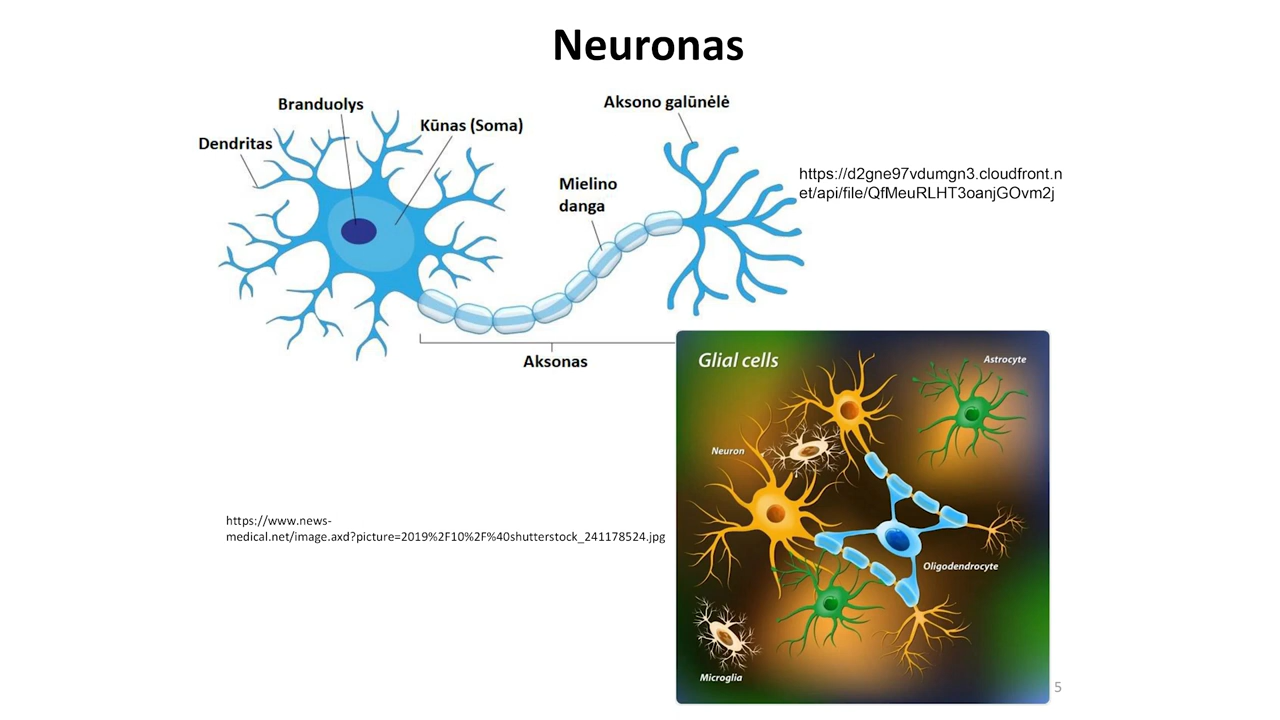 Neuronas
Branduolys
Aksono galūnėlė
Kūnas (Soma)
Dendritas
https://d2gne97vdumgn3.cloudfront.n
et/api/file/QfMeuRLHT3oanjGOvm2j
Mielino
danga
Aksonas
Glial cells
Astrocyte
Neuron
https://www.news-
medical.net/image.axd?picture=2019%2F10%2F%40shutterstock_241178524.jpg
Oligodendrocyte
Microglia
5